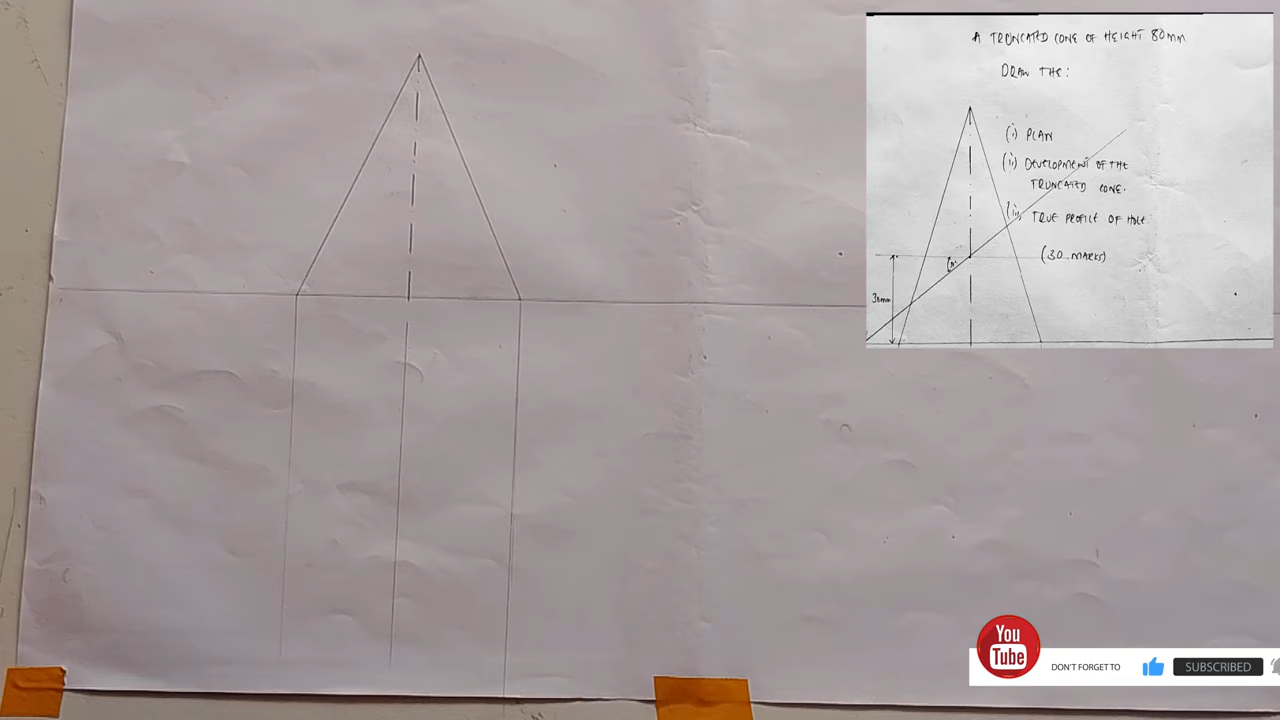 A TRUNCATED CONE OF HEIGHT 80mm.
DRAW THE:
(i) PLAN
(ii) DEVELOPMENT OF THE
TRUNCATED CONE.
(iii) TRUE PROFILE OF HOLE
(30 MARKS)
30mm
You
Tube
DON'T FORGET TO
SUBSCRIBED